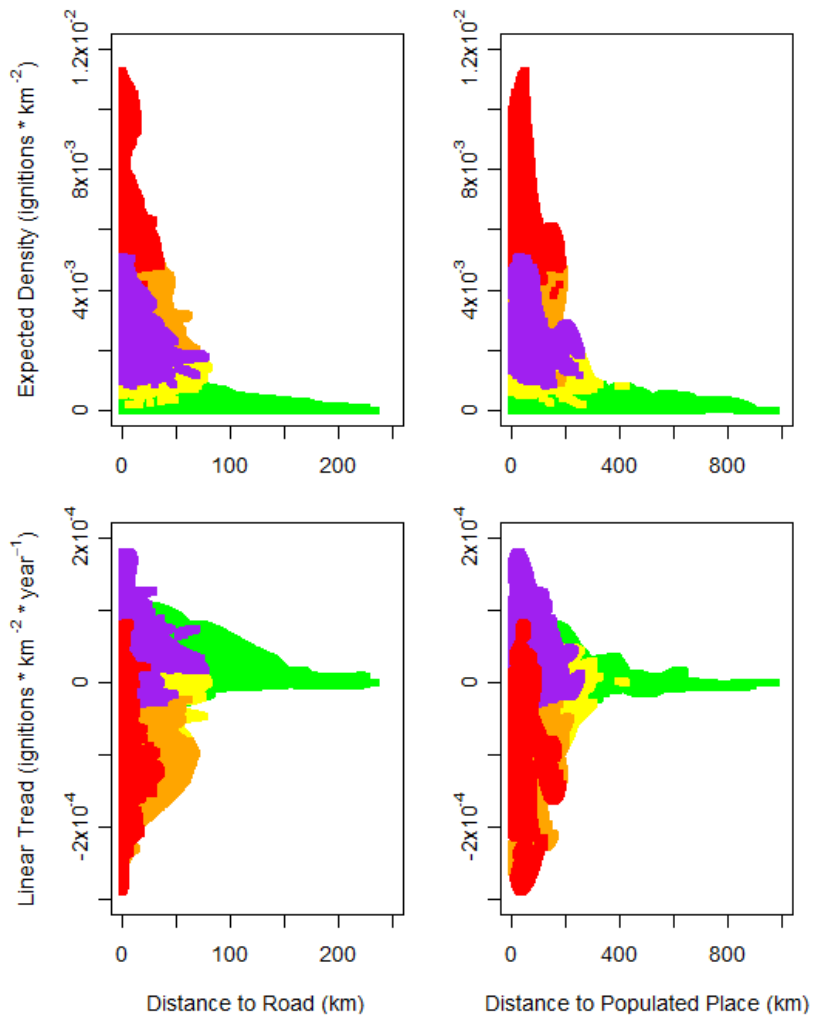 Expected Density (ignitions * km⁻²)
1.2x10⁻²
8x10⁻³
4x10⁻³
0
0 100 200
1.2x10⁻²
8x10⁻³
4x10⁻³
0
0 400 800
Linear Tread (ignitions * km⁻² * year⁻¹)
2x10⁻⁴
0
-2x10⁻⁴
0 100 200
Distance to Road (km)
2x10⁻⁴
0
-2x10⁻⁴
0 400 800
Distance to Populated Place (km)